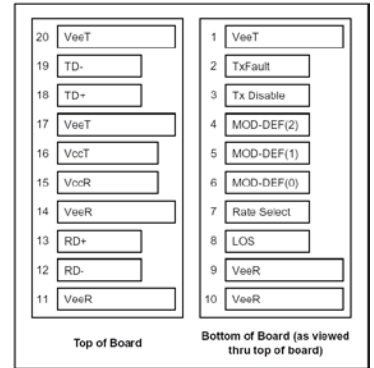 20 VeeT
19 TD-
18 TD+
17 VeeT
16 VccT
15 VccR
14 VeeR
13 RD+
12 RD-
11 VeeR
Top of Board
1 VeeT
2 TxFault
3 Tx Disable
4 MOD-DEF(2)
5 MOD-DEF(1)
6 MOD-DEF(0)
7 Rate Select
8 LOS
9 VeeR
10 VeeR
Bottom of Board (as viewed
thru top of board)